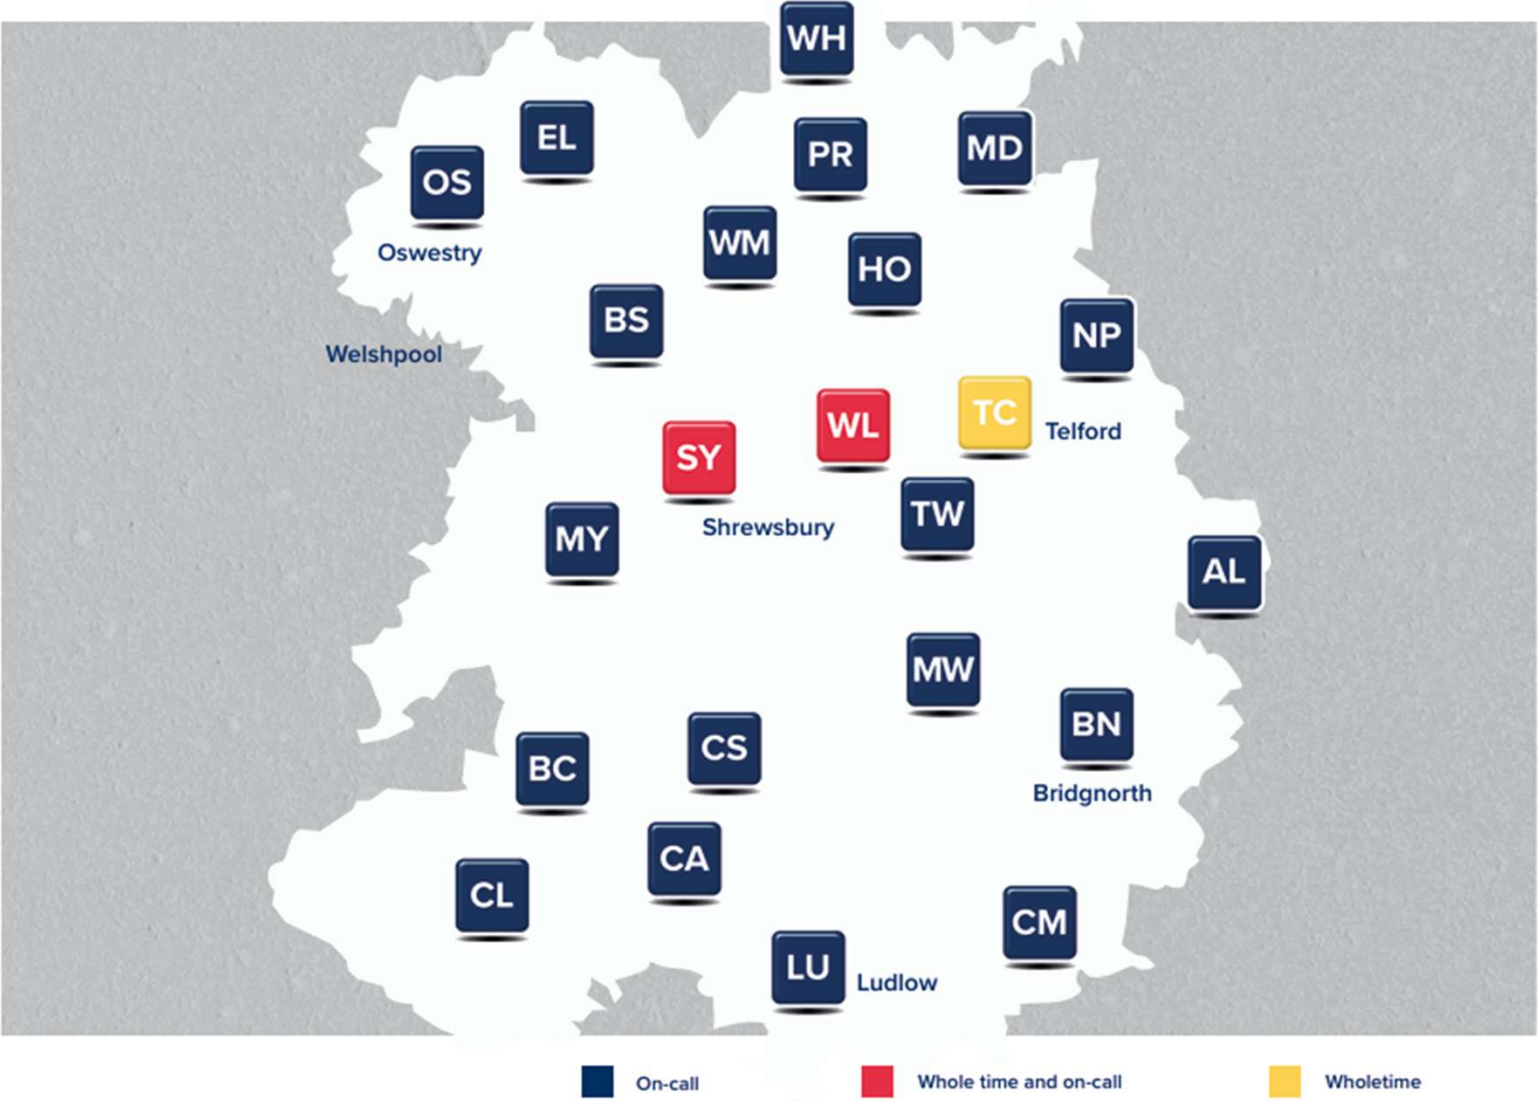 WH
EL
PR
MD
OS
WM
Oswestry
HO
BS
NP
Welshpool
TC
WL
Telford
SY
TW
Shrewsbury
MY
AL
MW
BN
CS
BC
Bridgnorth
CA
CL
CM
LU
Ludlow
On-call
Whole time and on-call
Wholetime